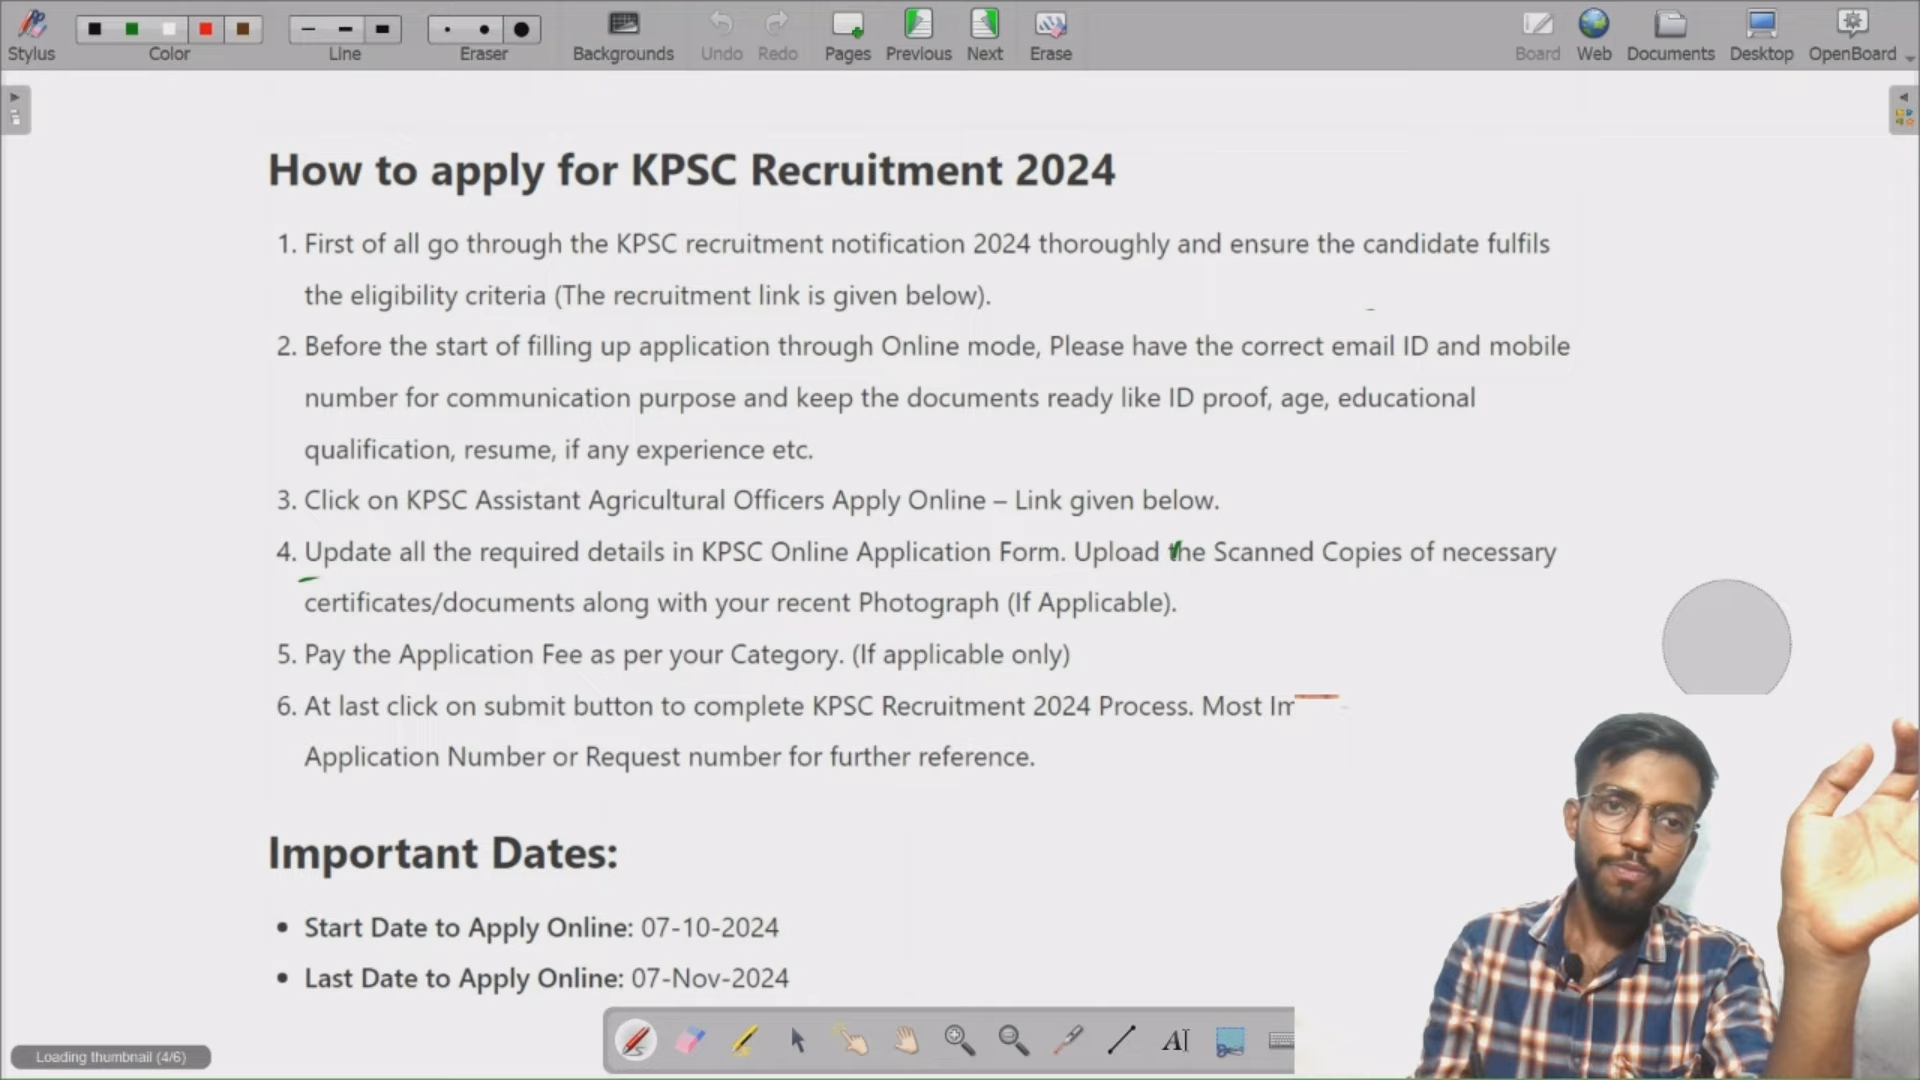 Stylus
Color
Line
Eraser
Backgrounds
Undo
Redo
Pages
Previous
Next
Erase
Board
Web
Documents
Desktop
OpenBoard
How to apply for KPSC Recruitment 2024
1. First of all go through the KPSC recruitment notification 2024 thoroughly and ensure the candidate fulfils
the eligibility criteria (The recruitment link is given below).
2. Before the start of filling up application through Online mode, Please have the correct email ID and mobile
number for communication purpose and keep the documents ready like ID proof, age, educational
qualification, resume, if any experience etc.
3. Click on KPSC Assistant Agricultural Officers Apply Online – Link given below.
4. Update all the required details in KPSC Online Application Form. Upload the Scanned Copies of necessary
certificates/documents along with your recent Photograph (If Applicable).
5. Pay the Application Fee as per your Category. (If applicable only)
6. At last click on submit button to complete KPSC Recruitment 2024 Process. Most
Application Number or Request number for further reference.
Important Dates:
• Start Date to Apply Online: 07-10-2024
• Last Date to Apply Online: 07-Nov-2024
Loading thumbnail (4/6)
AI